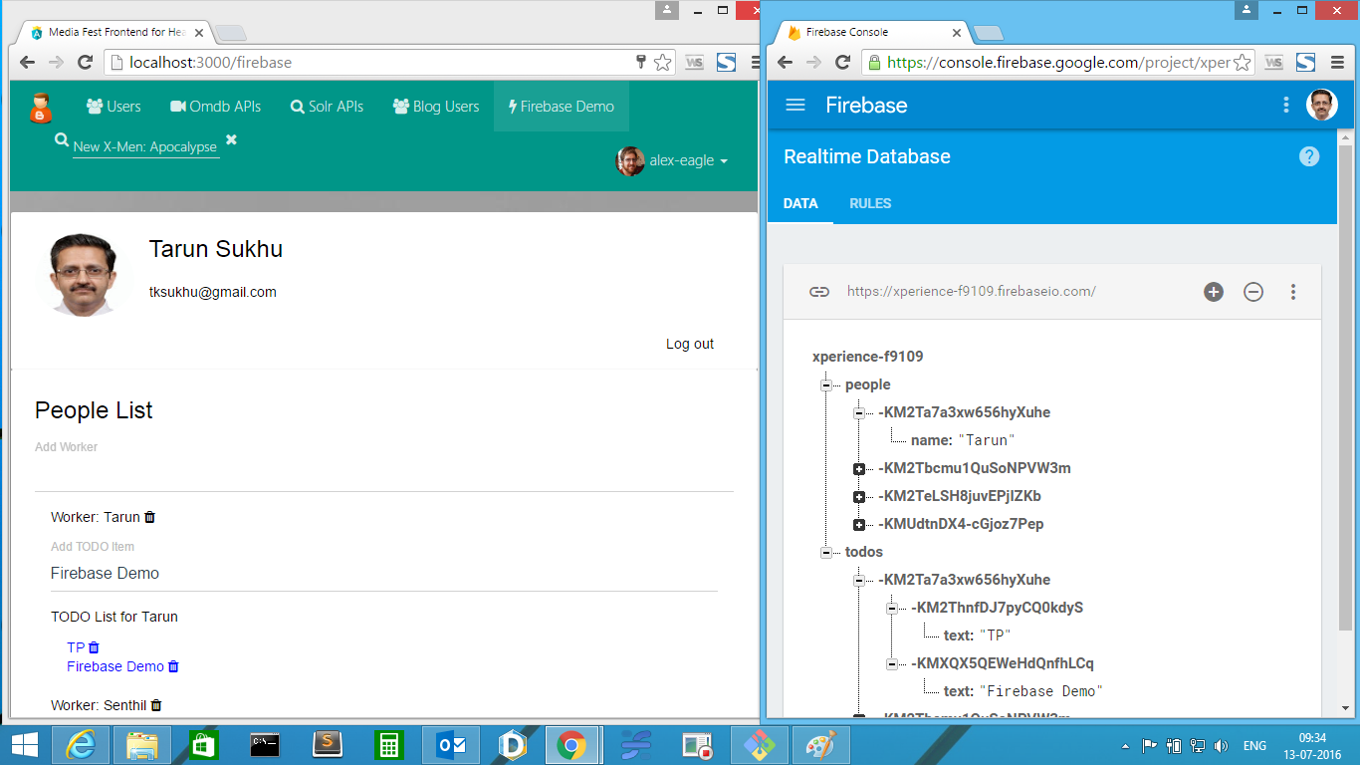 Media Fest Frontend for Hea
localhost:3000/firebase
WS
S
Users
Omdb APIs
Solr APIs
Blog Users
Firebase Demo
New X-Men: Apocalypse
alex-eagle
Tarun Sukhu
tksukhu@gmail.com
Log out
People List
Add Worker
Worker: Tarun
Add TODO Item
Firebase Demo
TODO List for Tarun
TP
Firebase Demo
Worker: Senthil
Firebase Console
https://console.firebase.google.com/project/xper
WS
S
Firebase
Realtime Database
?
DATA
RULES
https://xperience-f9109.firebaseio.com/
xperience-f9109
people
-KM2Ta7a3xw656hyXuhe
name: "Tarun"
-KM2Tbcmu1QuSoNPVW3m
-KM2TeLSH8juvEPjlZKb
-KMUdtnDX4-cGjoz7Pep
todos
-KM2Ta7a3xw656hyXuhe
-KM2ThnfDJ7pyCQ0kdyS
text: "TP"
-KMXQX5QEWeHdQnfhLCq
text: "Firebase Demo"
-KM2Tbcmu1QuSoNPVW3m
ENG
09:34
13-07-2016